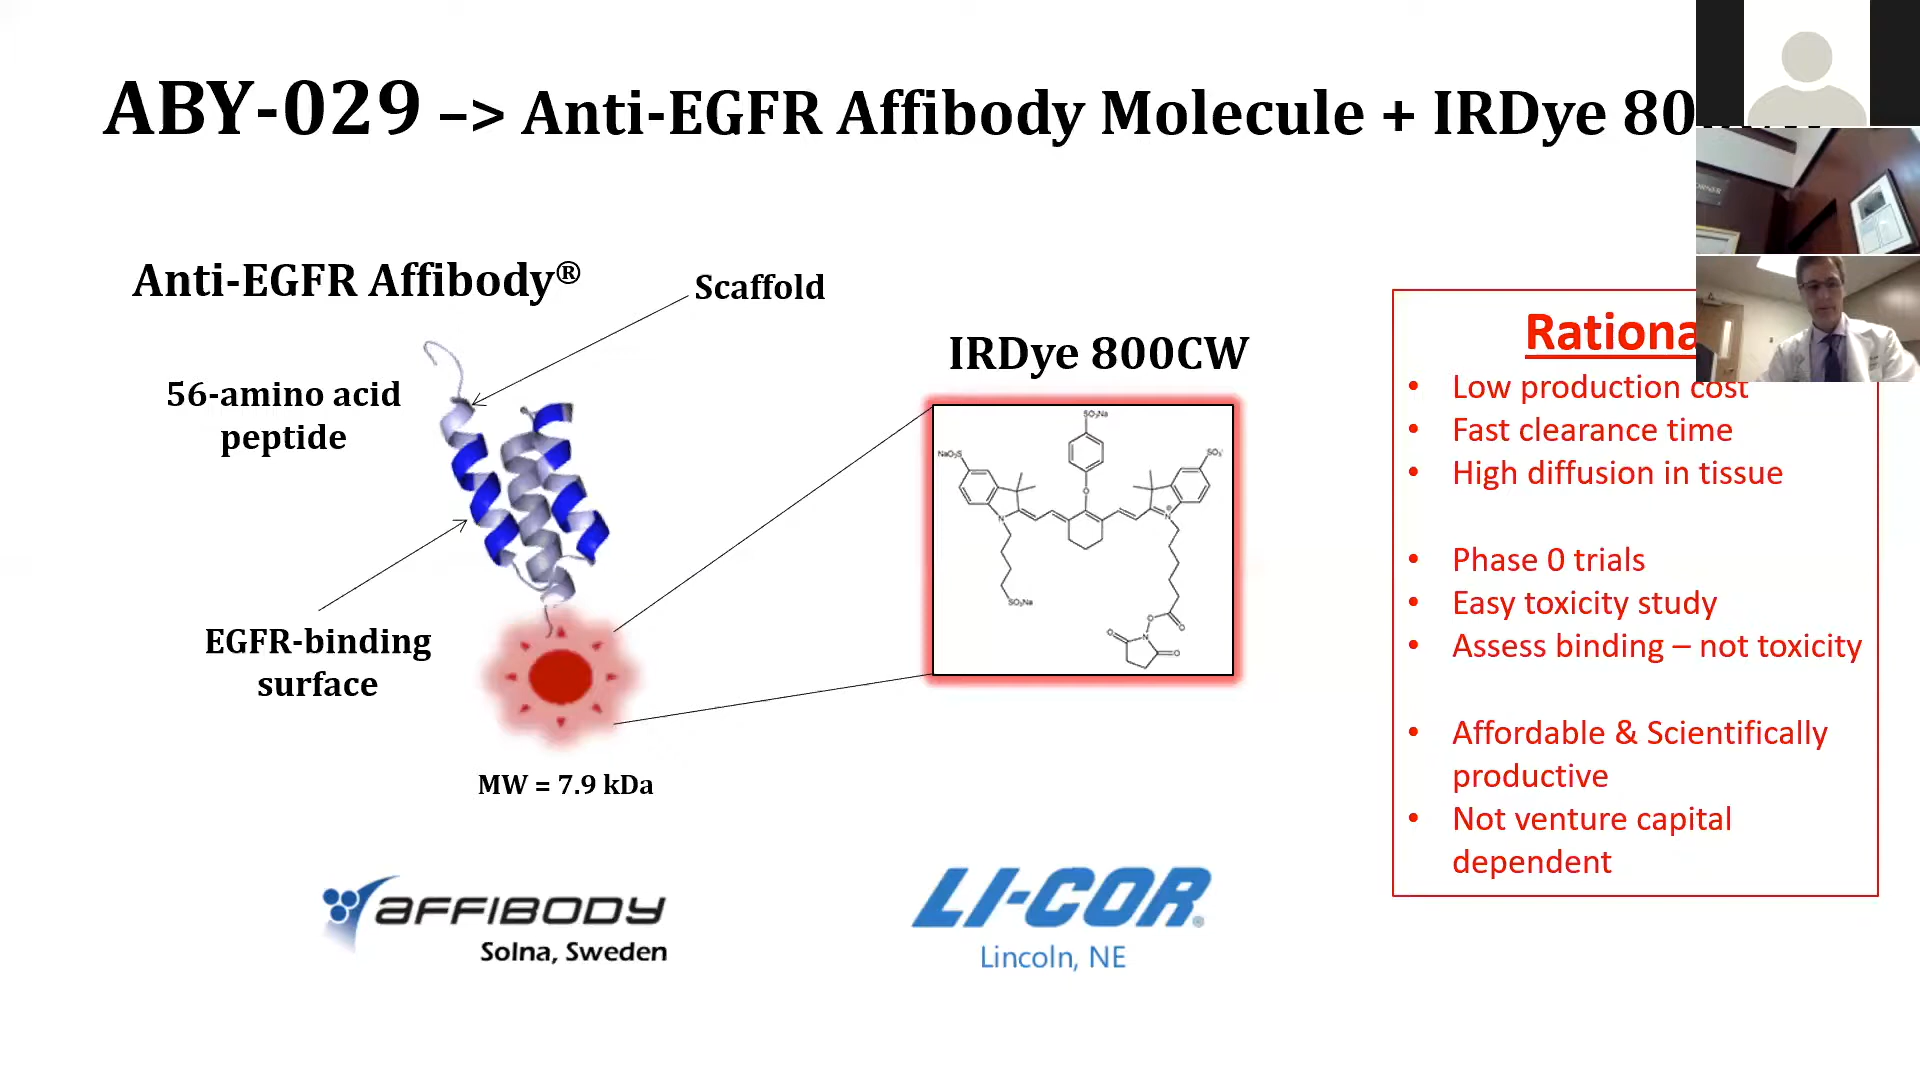 ABY-029 –> Anti-EGFR Affibody Molecule + IRDye 80
Anti-EGFR Affibody®
Scaffold
56-amino acid
peptide
EGFR-binding
surface
MW = 7.9 kDa
IRDye 800CW
SO3Na
NaO3S
SO3-
N
N
O
SO3Na
O
O
N
O
O
AFFIBODY
Solna, Sweden
LI-COR®
Lincoln, NE
Rationa
• Low production cost
• Fast clearance time
• High diffusion in tissue
• Phase 0 trials
• Easy toxicity study
• Assess binding – not toxicity
• Affordable & Scientifically
productive
• Not venture capital
dependent